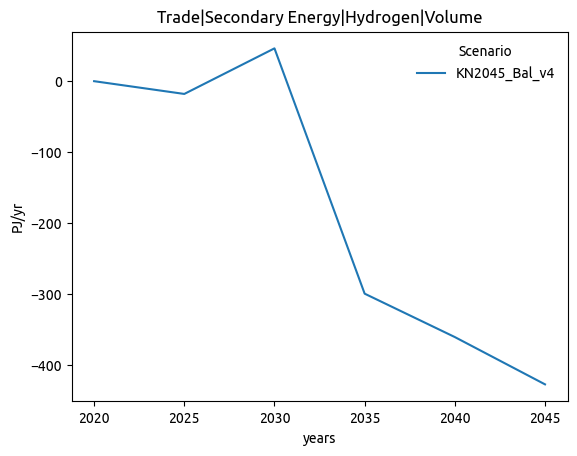 Trade|Secondary Energy|Hydrogen|Volume
Scenario
KN2045_Bal_v4
PJ/yr
0
−100
−200
−300
−400
2020 2025 2030 2035 2040 2045
years